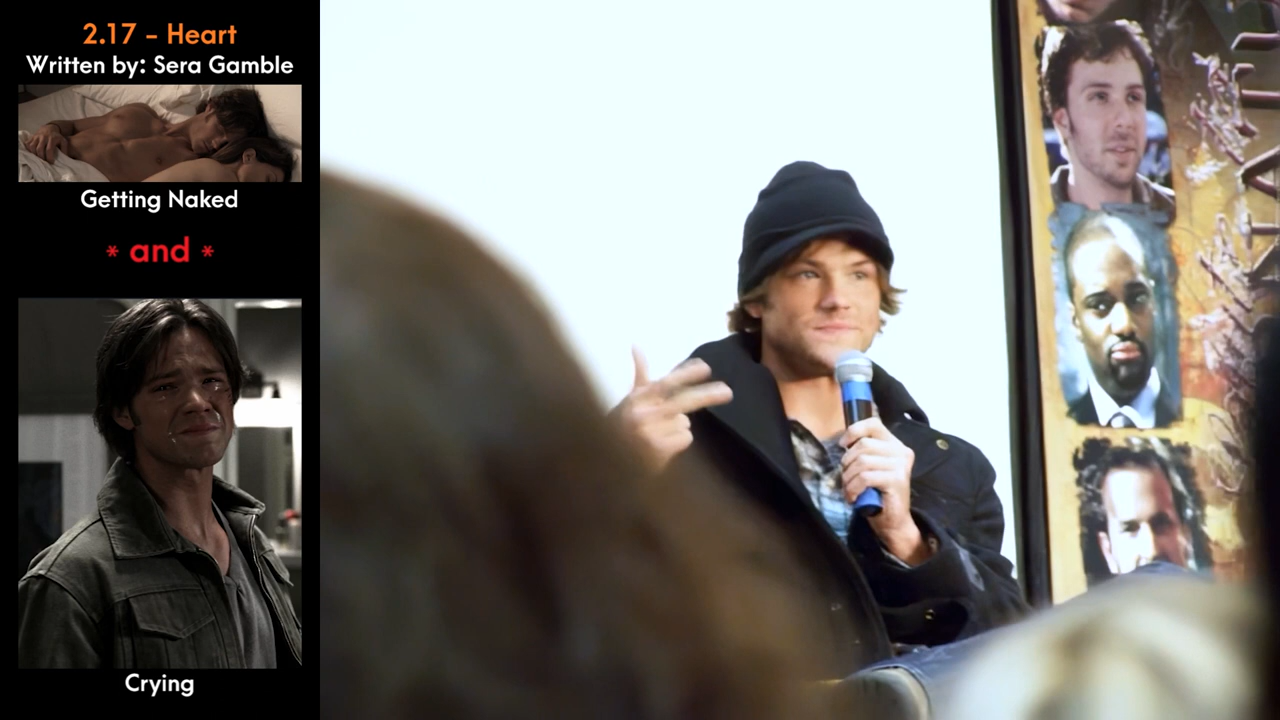 2.17 - Heart
Written by: Sera Gamble
Getting Naked
* and *
Crying